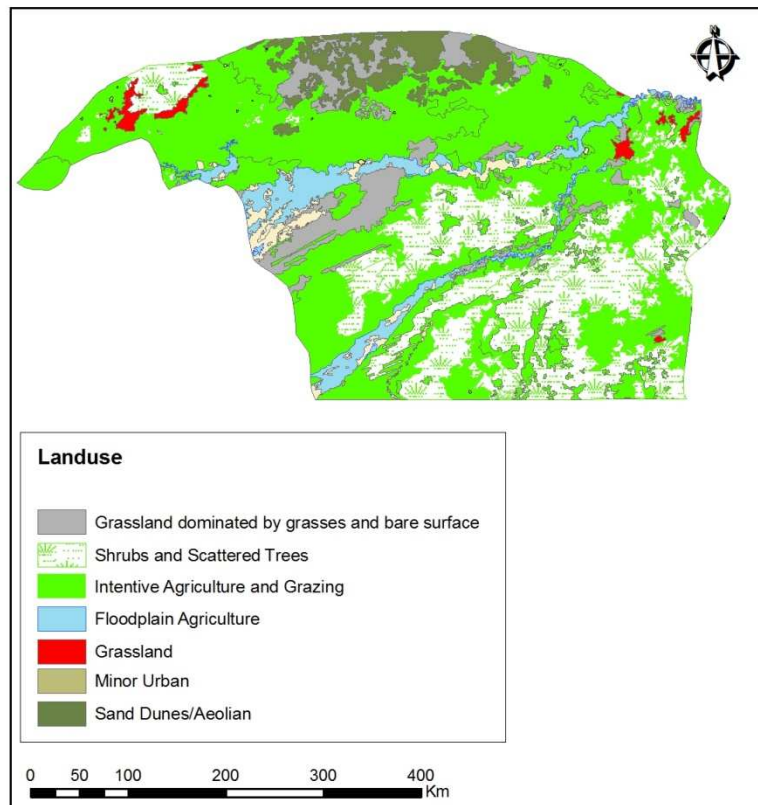 Landuse
Grassland dominated by grasses and bare surface
Shrubs and Scattered Trees
Intentive Agriculture and Grazing
Floodplain Agriculture
Grassland
Minor Urban
Sand Dunes/Aeolian
0 50 100 200 300 400
Km